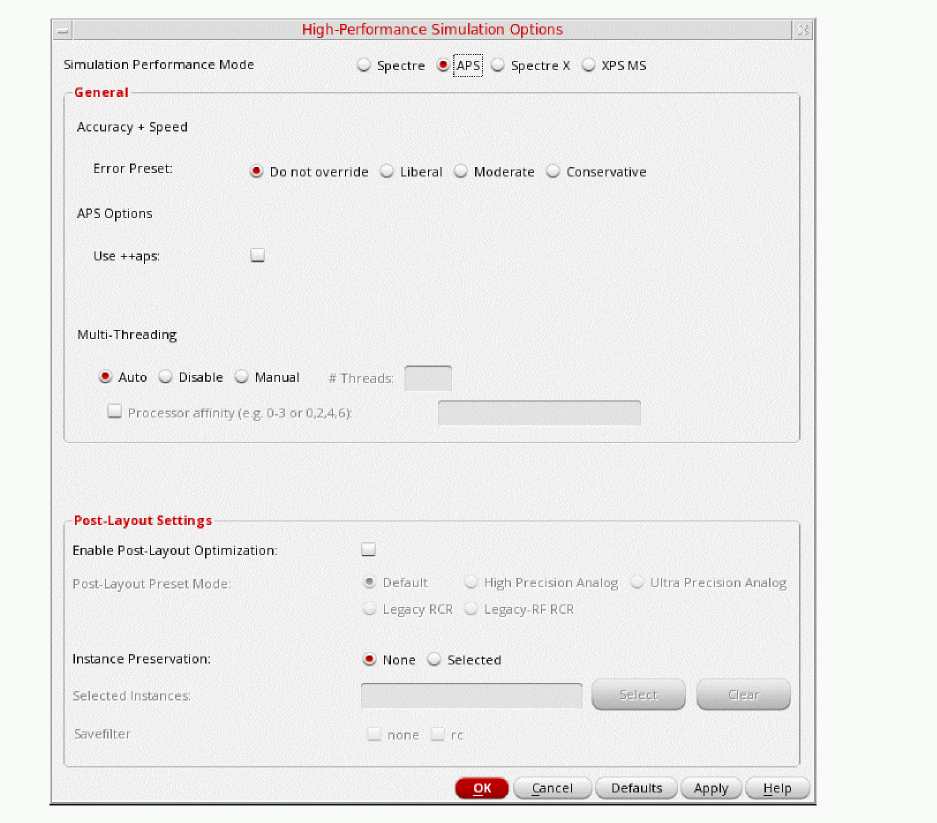 High-Performance Simulation Options
Simulation Performance Mode Spectre APS Spectre X XPS MS
General
Accuracy + Speed
Error Preset: Do not override Liberal Moderate Conservative
APS Options
Use ++aps:
Multi-Threading
Auto Disable Manual # Threads:
Processor affinity (e.g. 0-3 or 0,2,4,6):
Post-Layout Settings
Enable Post-Layout Optimization:
Post-Layout Preset Mode: Default High Precision Analog Ultra Precision Analog
Legacy RCR Legacy-RF RCR
Instance Preservation: None Selected
Selected Instances: Select Clear
Savefilter none rc
OK Cancel Defaults Apply Help